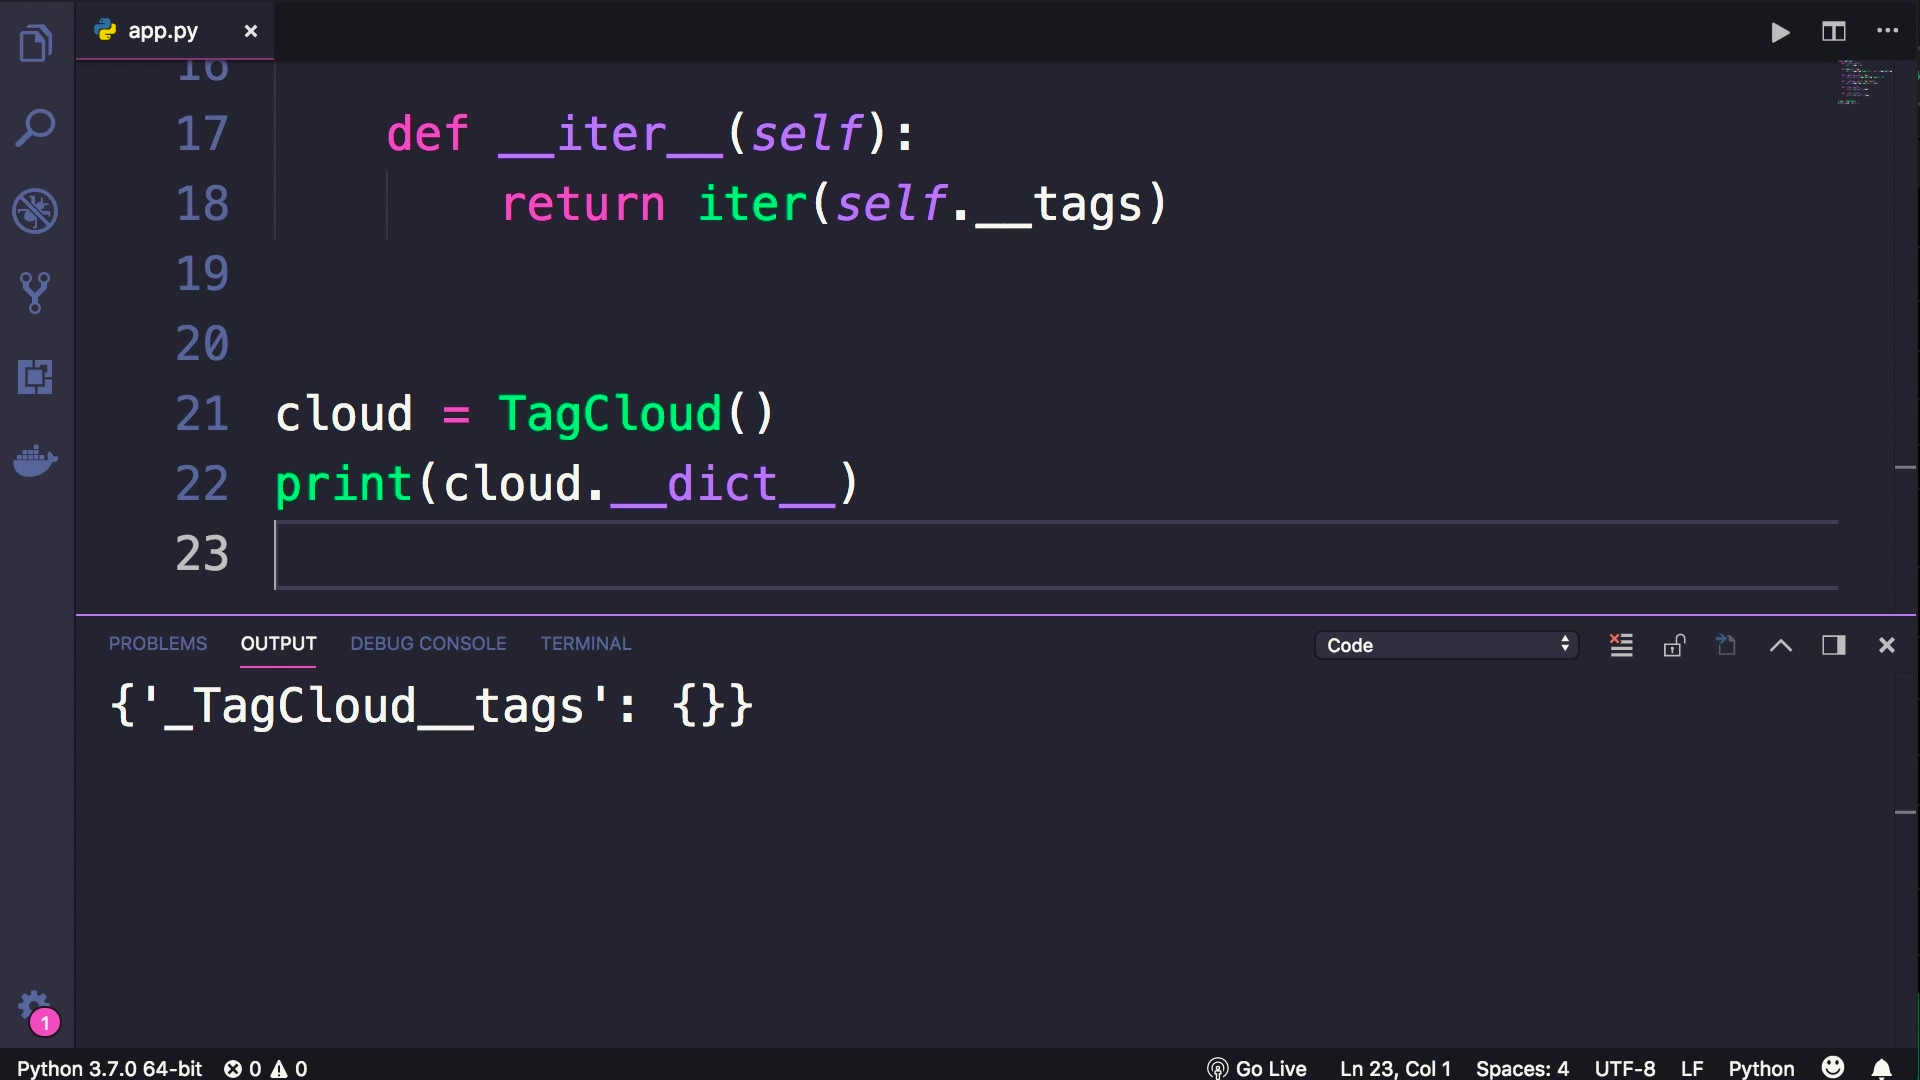 app.py
16
17 def __iter__(self):
18 return iter(self.__tags)
19
20
21 cloud = TagCloud()
22 print(cloud.__dict__)
23
PROBLEMS OUTPUT DEBUG CONSOLE TERMINAL Code
{'_TagCloud__tags': {}}
1
Python 3.7.0 64-bit 0 0 Go Live Ln 23, Col 1 Spaces: 4 UTF-8 LF Python